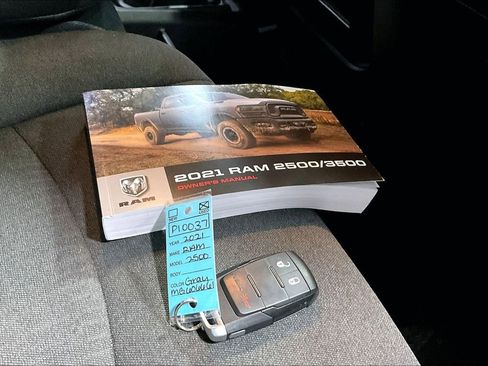 2021 RAM 2500/3500
OWNER'S MANUAL
RAM
P10037
YEAR 2021
MAKE RAM
MODEL 2500
BODY
COLOR Gray